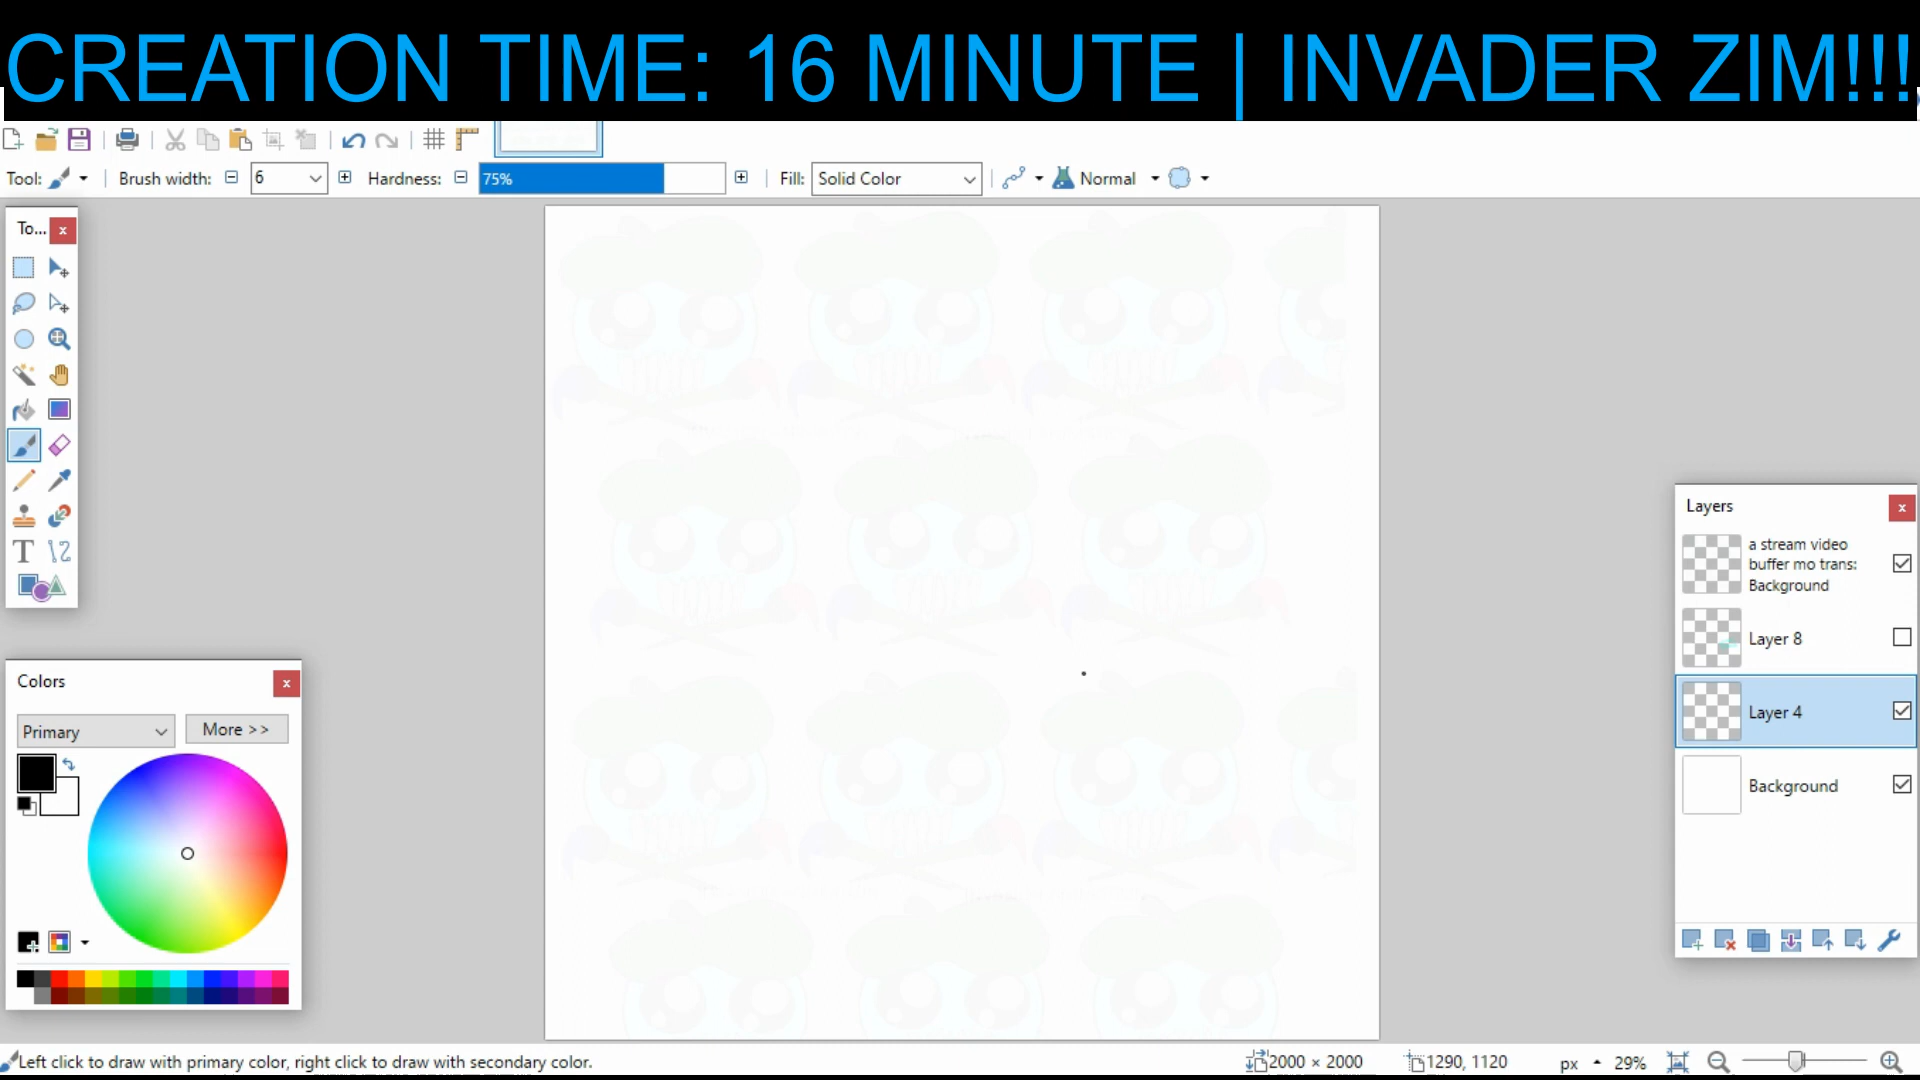 CREATION TIME: 16 MINUTE | INVADER ZIM!!!
Tool:
Brush width:
6
Hardness:
75%
Fill:
Solid Color
Normal
To...
Colors
Primary
More >>
Layers
a stream video
buffer mo trans:
Background
Layer 8
Layer 4
Background
Left click to draw with primary color, right click to draw with secondary color.
2000 × 2000
1290, 1120
px
29%